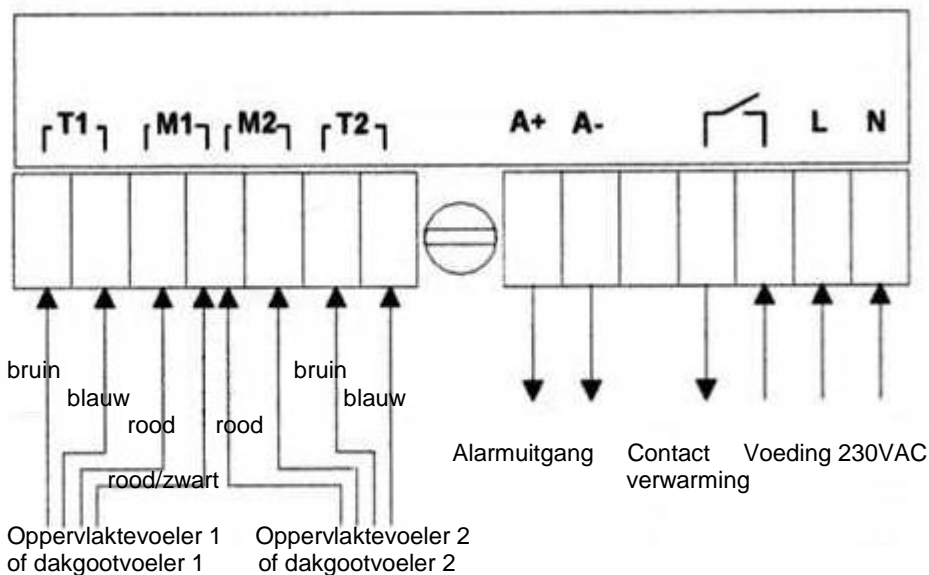 T1 M1 M2 T2 A+ A- L N
bruin bruin
blauw blauw
rood rood
rood/zwart
Alarmuitgang Contact Voeding 230VAC
verwarming
Oppervlaktevoeler 1 Oppervlaktevoeler 2
of dakgootvoeler 1 of dakgootvoeler 2